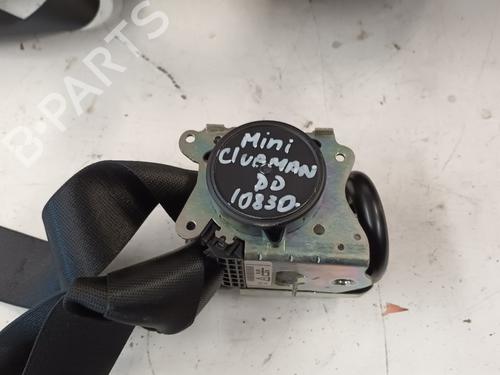 B-PARTS
Mini
CLUBMAN
DD
10830.